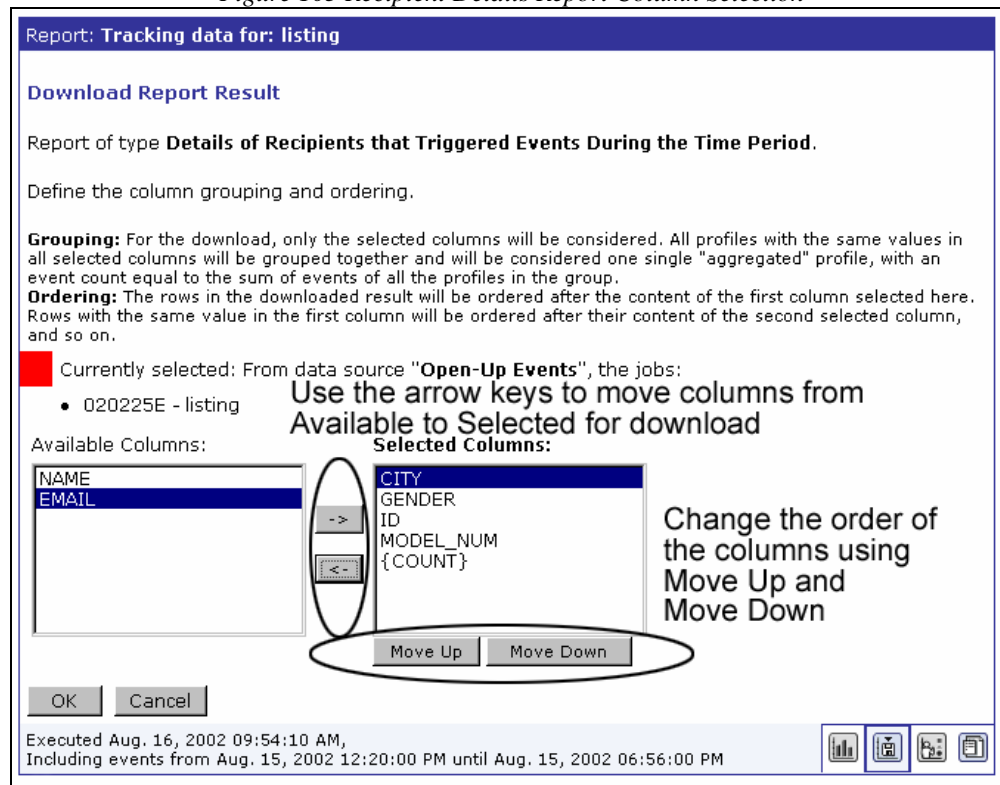 Report: Tracking data for: listing
Download Report Result
Report of type Details of Recipients that Triggered Events During the Time Period.
Define the column grouping and ordering.
Grouping: For the download, only the selected columns will be considered. All profiles with the same values in
all selected columns will be grouped together and will be considered one single "aggregated" profile, with an
event count equal to the sum of events of all the profiles in the group.
Ordering: The rows in the downloaded result will be ordered after the content of the first column selected here.
Rows with the same value in the first column will be ordered after their content of the second selected column,
and so on.
Currently selected: From data source "Open-Up Events", the jobs:
• 020225E - listing
Use the arrow keys to move columns from
Available to Selected for download
Available Columns:
NAME
EMAIL
->
<-
Selected Columns:
CITY
GENDER
ID
MODEL_NUM
{COUNT}
Change the order of
the columns using
Move Up and
Move Down
Move Up
Move Down
OK
Cancel
Executed Aug. 16, 2002 09:54:10 AM,
Including events from Aug. 15, 2002 12:20:00 PM until Aug. 15, 2002 06:56:00 PM